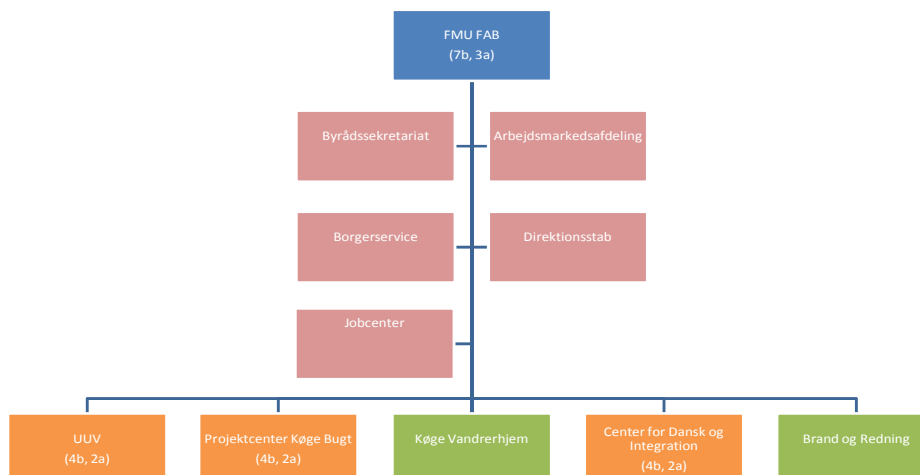 FMU FAB
(7b, 3a)
Byrådssekretariat
Arbejdsmarkedsafdeling
Borgerservice
Direktionsstab
Jobcenter
UUV
(4b, 2a)
Projektcenter Køge Bugt
(4b, 2a)
Køge Vandrerhjem
Center for Dansk og
Integration
(4b, 2a)
Brand og Redning